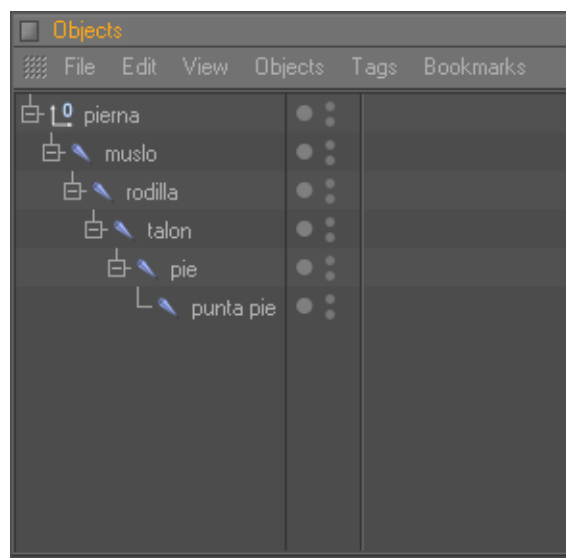 Objects
File Edit View Objects Tags Bookmarks
pierna
muslo
rodilla
talon
pie
punta pie